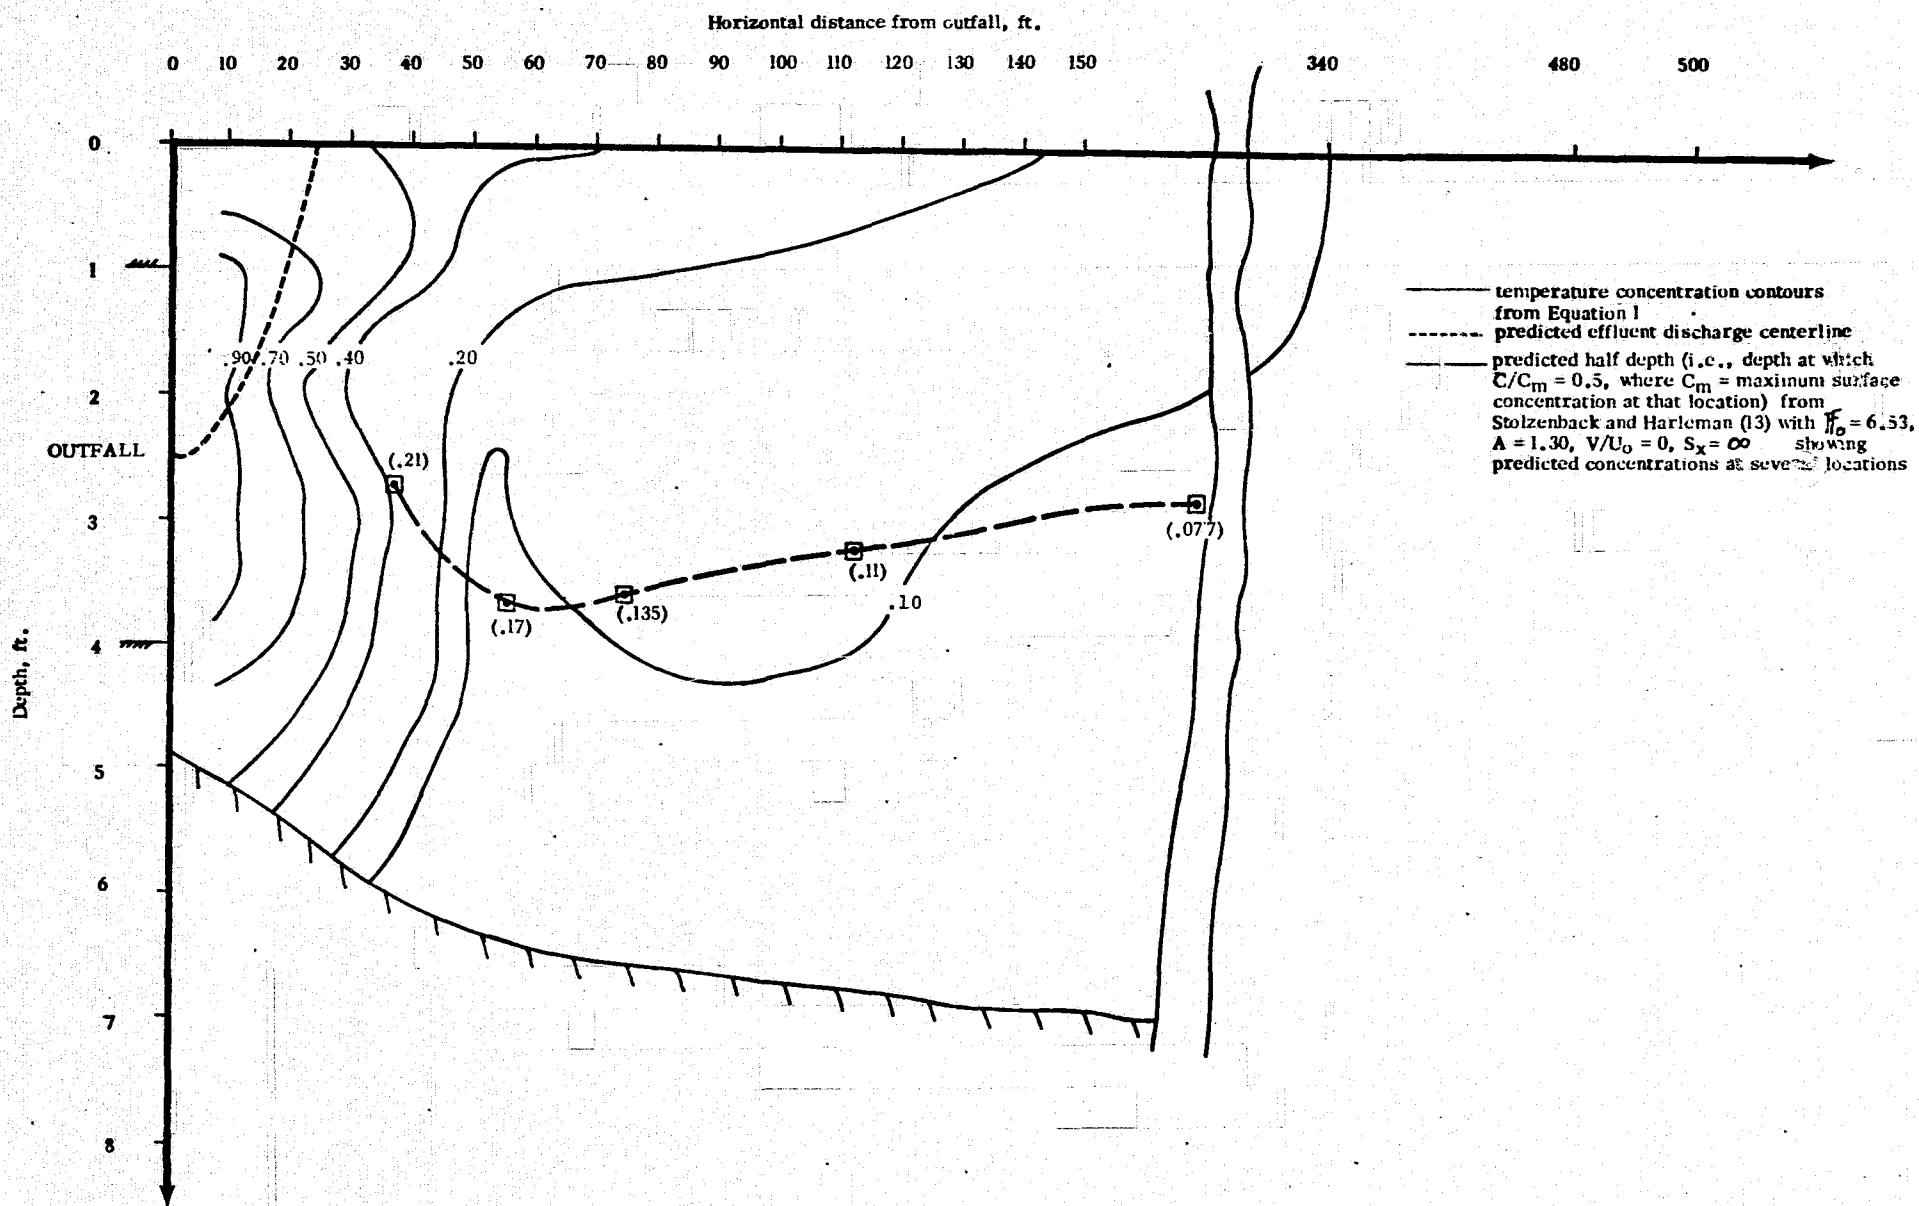 Horizontal distance from outfall, ft.
0 10 20 30 40 50 60 70 80 90 100 110 120 130 140 150 340 480 500
0
1
2
OUTFALL
3
4
5
6
7
8
Depth, ft.
.90 .70 .50 .40 .20
(.21)
(.17)
(.135)
(.11)
(.077)
.10
temperature concentration contours
from Equation 1
predicted effluent discharge centerline
predicted half depth (i.e., depth at which
C/Cm = 0.5, where Cm = maximum surface
concentration at that location) from
Stolzenback and Harleman (13) with 𝔽o = 6.53,
A = 1.30, V/Uo = 0, Sx = ∞ showing
predicted concentrations at several locations